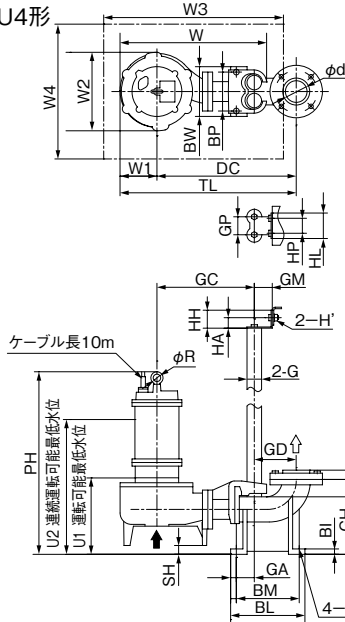 U4形
W3
W
φd
W4
W2
BW
BP
W1
DC
TL
GP
HP
HL
GC
GM
HH
HA
2-H'
ケーブル長10m
φR
2-G
PH
U2 連続運転可能最低水位
U1 運転可能最低水位
GD
SH
GA
BI
BM
BL